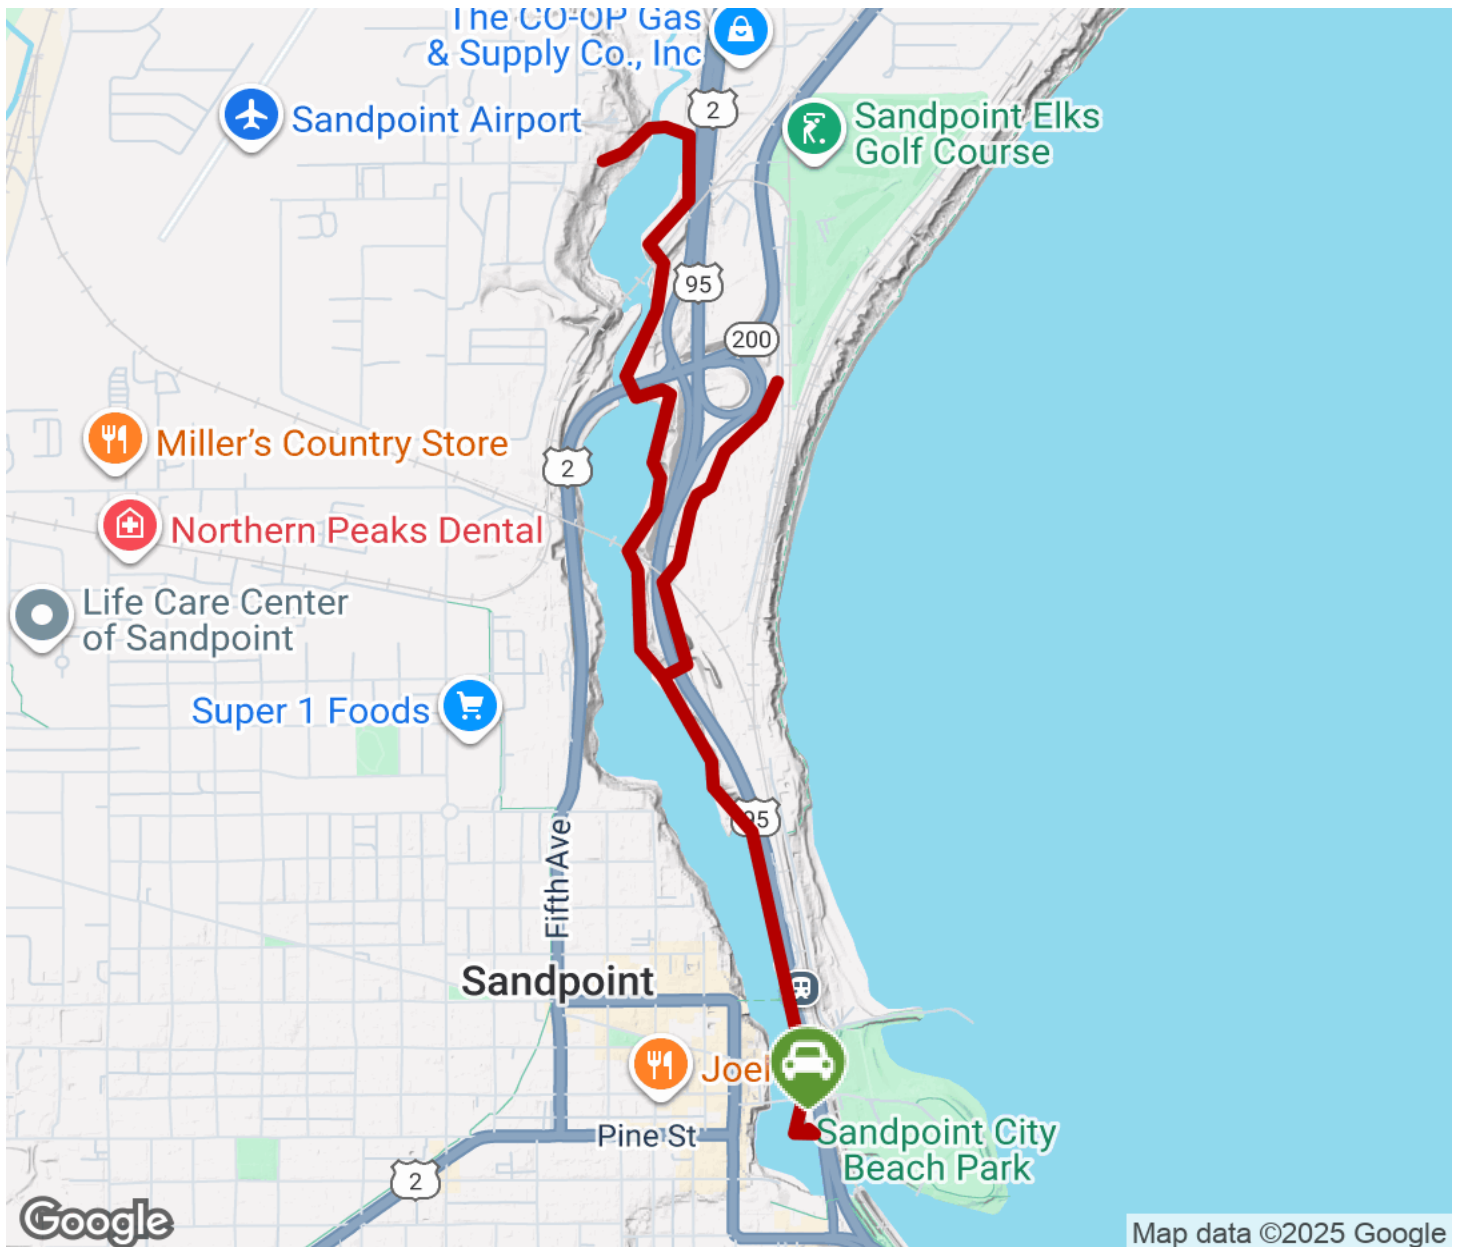 The CO-OP Gas
& Supply Co., Inc
2
Sandpoint Airport
Sandpoint Elks
Golf Course
95
200
Miller’s Country Store
2
Northern Peaks Dental
Life Care Center
of Sandpoint
Super 1 Foods
95
Fifth Ave
Sandpoint
Joel
Pine St
Sandpoint City
Beach Park
2
Google
Map data ©2025 Google